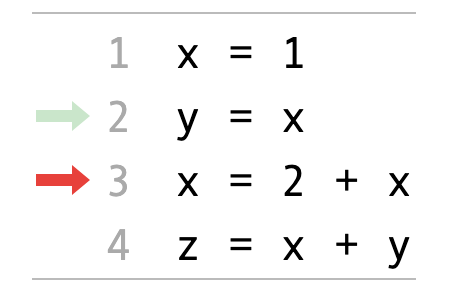 1 x = 1
2 y = x
3 x = 2 + x
4 z = x + y